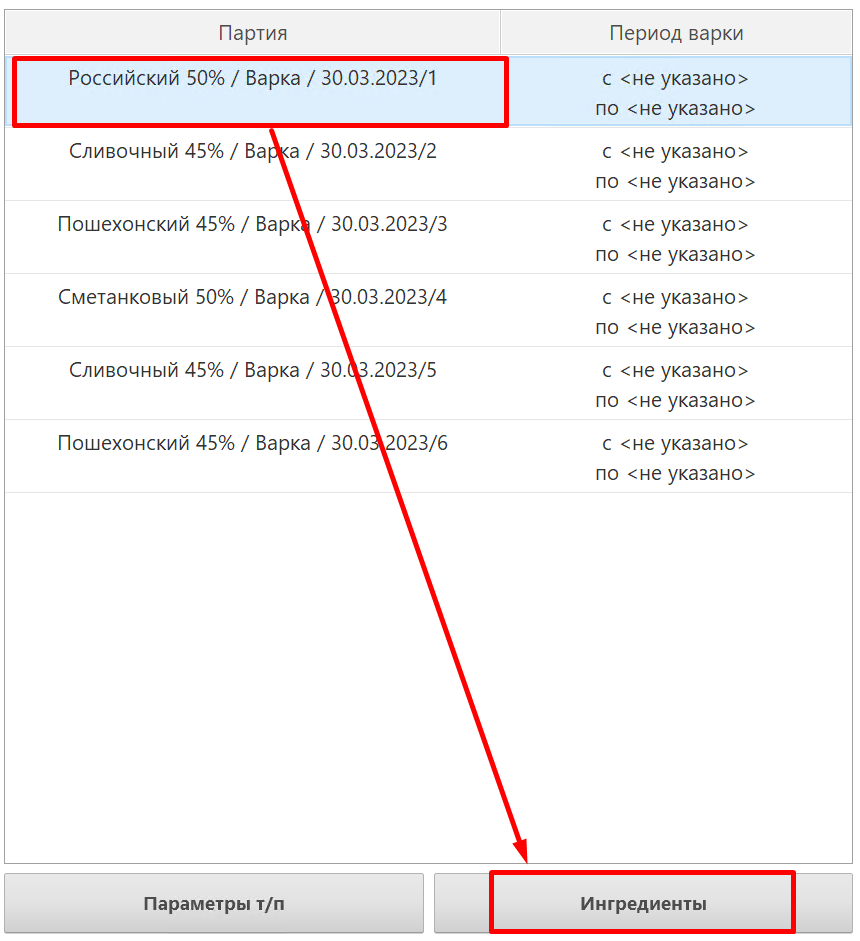 Партия Период варки
Российский 50% / Варка / 30.03.2023/1 с <не указано>
по <не указано>
Сливочный 45% / Варка / 30.03.2023/2 с <не указано>
по <не указано>
Пошехонский 45% / Варка / 30.03.2023/3 с <не указано>
по <не указано>
Сметанковый 50% / Варка / 30.03.2023/4 с <не указано>
по <не указано>
Сливочный 45% / Варка / 30.03.2023/5 с <не указано>
по <не указано>
Пошехонский 45% / Варка / 30.03.2023/6 с <не указано>
по <не указано>
Параметры т/п Ингредиенты